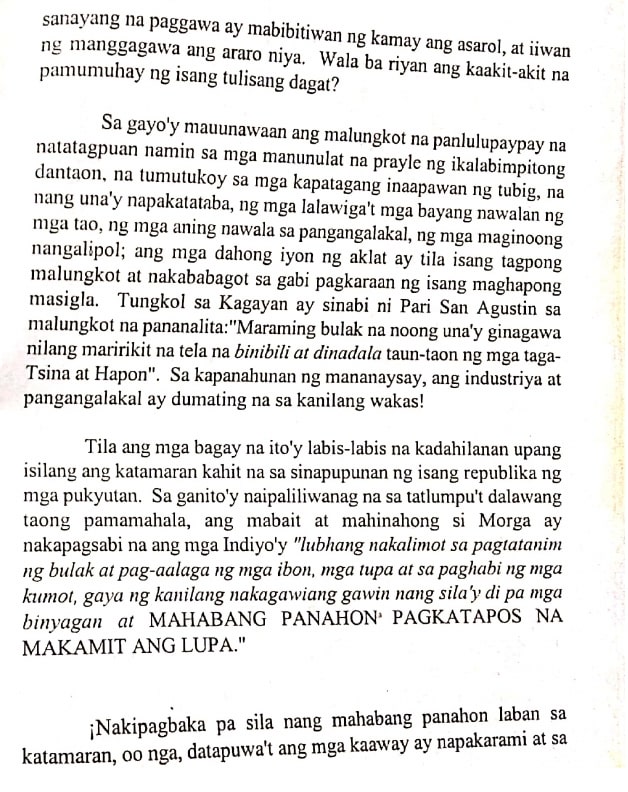 sanayang na paggawa ay mabibitiwan ng kamay ang asarol, at iiwan
ng manggagawa ang araro niya. Wala ba riyan ang kaakit-akit na
pamumuhay ng isang tulisang dagat?
Sa gayo'y mauunawaan ang malungkot na panlulupaypay na
natatagpuan namin sa mga manunulat na prayle ng ikalabimpitong
dantaon, na tumutukoy sa mga kapatagang inaapawan ng tubig, na
nang una'y napakatataba, ng mga lalawiga't mga bayang nawalan ng
mga tao, ng mga aning nawala sa pangangalakal, ng mga maginoong
nangalipol; ang mga dahong iyon ng aklat ay tila isang tagpong
malungkot at nakababagot sa gabi pagkaraan ng isang maghapong
masigla. Tungkol sa Kagayan ay sinabi ni Pari San Agustin sa
malungkot na pananalita:"Maraming bulak na noong una'y ginagawa
nilang maririkit na tela na binibili at dinadala taun-taon ng mga taga-
Tsina at Hapon". Sa kapanahunan ng mananaysay, ang industriya at
pangangalakal ay dumating na sa kanilang wakas!
Tila ang mga bagay na ito'y labis-labis na kadahilanan upang
isilang ang katamaran kahit na sa sinapupunan ng isang republika ng
mga pukyutan. Sa ganito'y naipaliliwanag na sa tatlumpu't dalawang
taong pamamahala, ang mabait at mahinahong si Morga ay
nakapagsabi na ang mga Indiyo'y "lubhang nakalimot sa pagtatanim
ng bulak at pag-aalaga ng mga ibon, mga tupa at sa paghabi ng mga
kumot, gaya ng kanilang nakagawiang gawin nang sila'y di pa mga
binyagan at MAHABANG PANAHON PAGKATAPOS NA
MAKAMIT ANG LUPA."
¡Nakipagbaka pa sila nang mahabang panahon laban sa
katamaran, oo nga, datapuwa't ang mga kaaway ay napakarami at sa